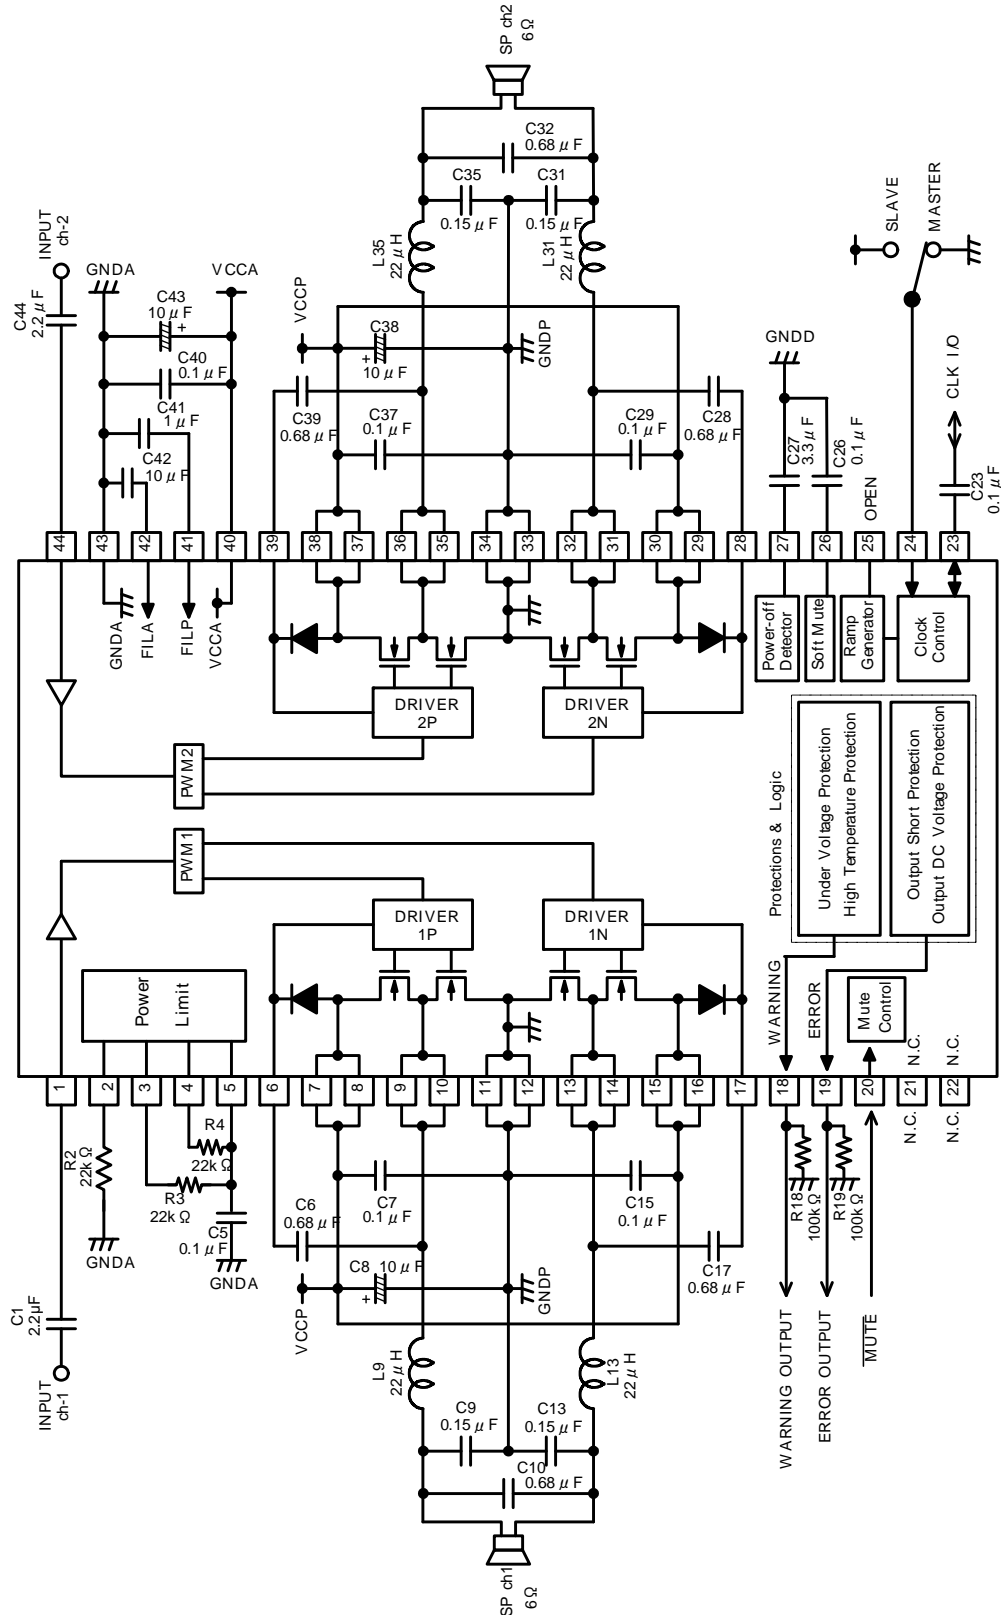 SP ch2
6Ω
C32
0.68 μF
C35
0.15 μF
C31
0.15 μF
L35
22 μH
L31
22 μH
INPUT
ch-2
C44
2.2 μF
GNDA
C43
10 μF
+
VCCA
C40
0.1 μF
C41
1 μF
C42
10 μF
VCCP
C38
+
10 μF
GNDP
C39
0.68 μF
C37
0.1 μF
C29
0.1 μF
C28
0.68 μF
GNDD
C27
3.3 μF
C26
0.1 μF
OPEN
SLAVE
MASTER
CLK I/O
C23
0.1 μF
44
43
42
41
40
39
38
37
36
35
34
33
32
31
30
29
28
27
26
25
24
23
GNDA
FILA
FILP
VCCA
Power-off
Detector
Soft Mute
Ramp
Generator
Clock
Control
DRIVER
2P
DRIVER
2N
PWM2
PWM1
DRIVER
1P
DRIVER
1N
Protections & Logic
Under Voltage Protection
High Temperature Protection
Output Short Protection
Output DC Voltage Protection
Power
Limit
WARNING
ERROR
Mute
Control
N.C.
N.C.
1
2
3
4
5
6
7
8
9
10
11
12
13
14
15
16
17
18
19
20
21
22
N.C.
N.C.
R2
22kΩ
R4
22kΩ
R3
22kΩ
C5
0.1 μF
GNDA
GNDA
C1
2.2μF
INPUT
ch-1
C6
0.68 μF
C7
0.1 μF
C15
0.1 μF
C17
0.68 μF
VCCP
C8
10 μF
+
GNDP
R18
100kΩ
R19
100kΩ
WARNING OUTPUT
ERROR OUTPUT
MUTE
L9
22 μH
L13
22 μH
C9
0.15 μF
C13
0.15 μF
C10
0.68 μF
SP ch1
6Ω